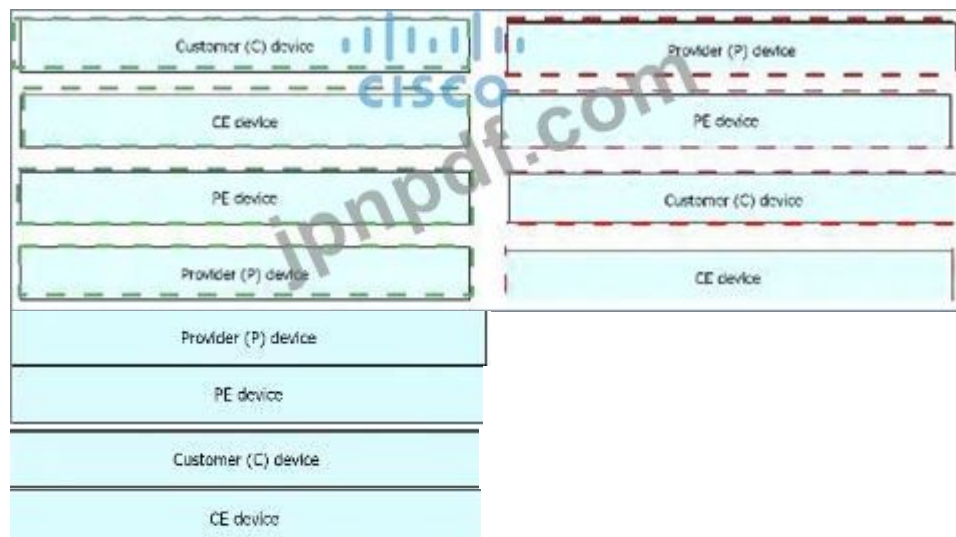 Customer (C) device
Provider (P) device
CISCO
CE device
PE device
PE device
Customer (C) device
Provider (P) device
CE device
jpnpdf.com
Provider (P) device
PE device
Customer (C) device
CE device